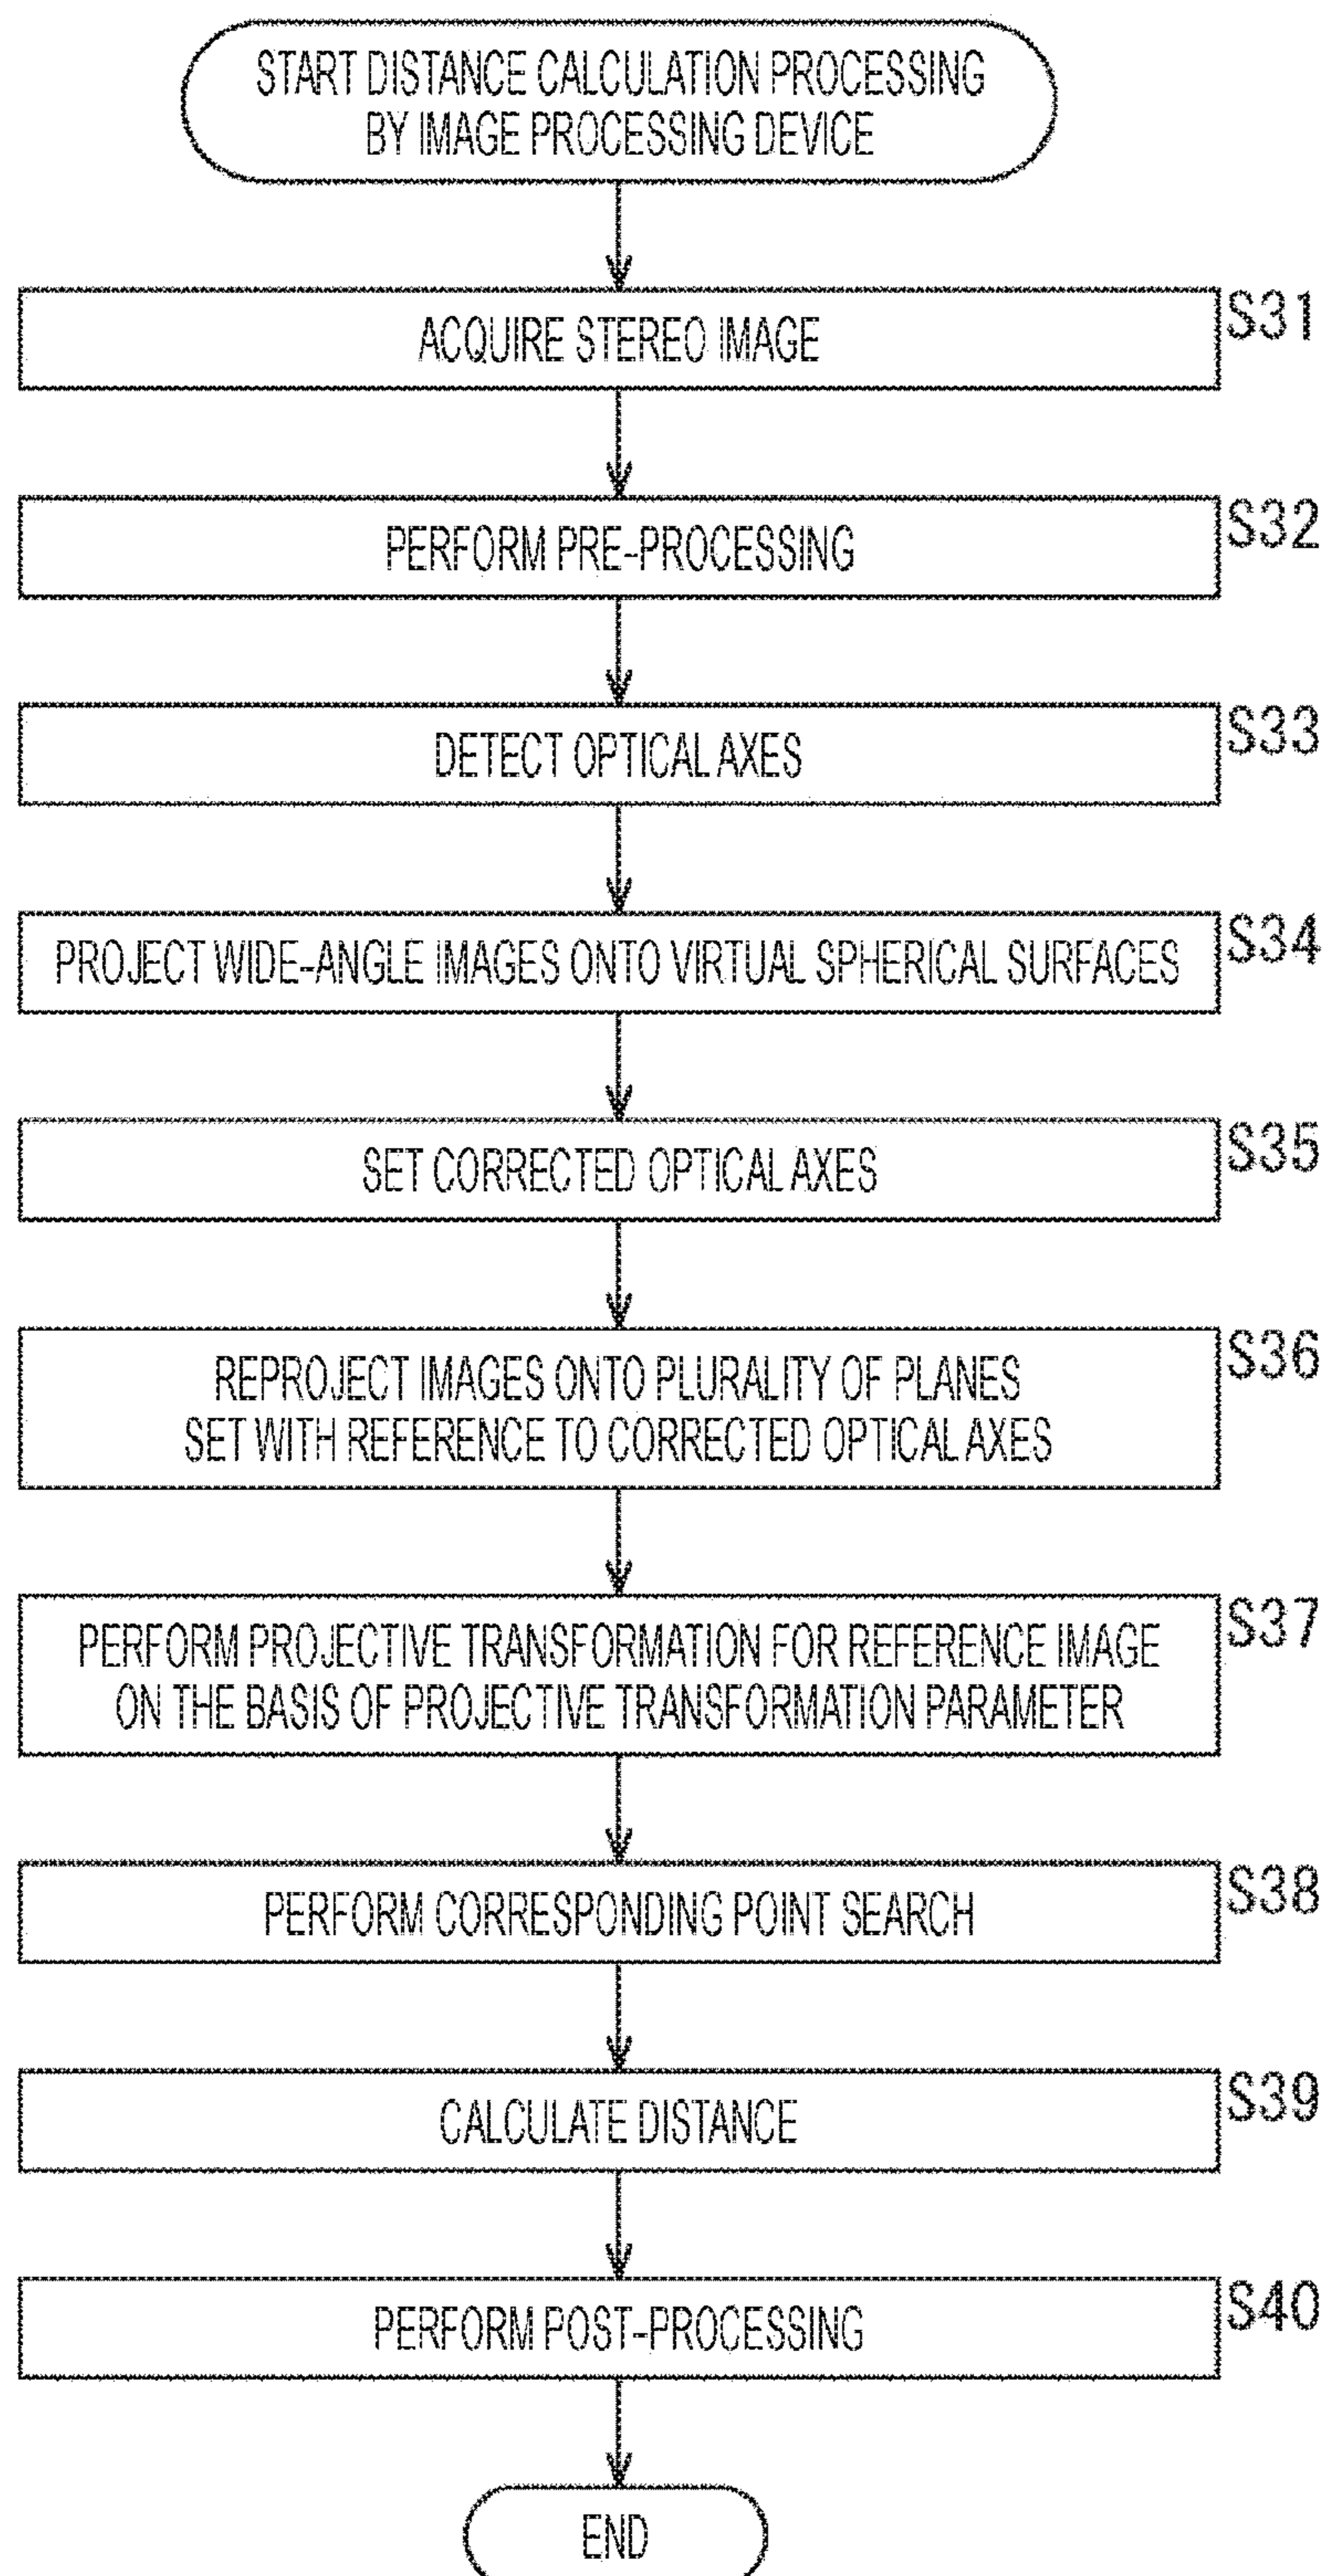 START DISTANCE CALCULATION PROCESSING
BY IMAGE PROCESSING DEVICE
ACQUIRE STEREO IMAGE
S31
PERFORM PRE-PROCESSING
S32
DETECT OPTICAL AXES
S33
PROJECT WIDE-ANGLE IMAGES ONTO VIRTUAL SPHERICAL SURFACES
S34
SET CORRECTED OPTICAL AXES
S35
REPROJECT IMAGES ONTO PLURALITY OF PLANES
SET WITH REFERENCE TO CORRECTED OPTICAL AXES
S36
PERFORM PROJECTIVE TRANSFORMATION FOR REFERENCE IMAGE
ON THE BASIS OF PROJECTIVE TRANSFORMATION PARAMETER
S37
PERFORM CORRESPONDING POINT SEARCH
S38
CALCULATE DISTANCE
S39
PERFORM POST-PROCESSING
S40
END